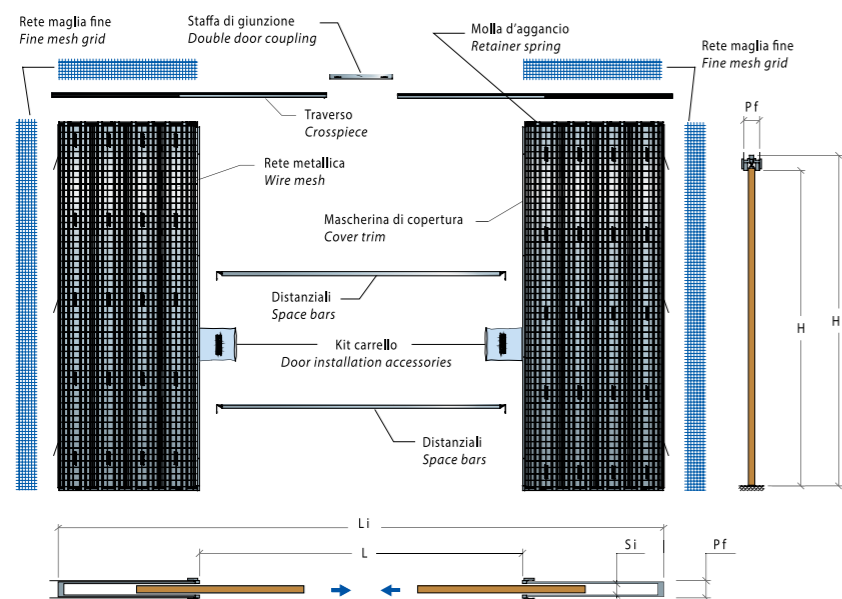 Rete maglia fine
Fine mesh grid
Staffa di giunzione
Double door coupling
Molla d'aggancio
Retainer spring
Rete maglia fine
Fine mesh grid
Traverso
Crosspiece
Pf
Rete metallica
Wire mesh
Mascherina di copertura
Cover trim
Distanziali
Space bars
H
H
Kit carrello
Door installation accessories
Distanziali
Space bars
Li
L
Si
Pf